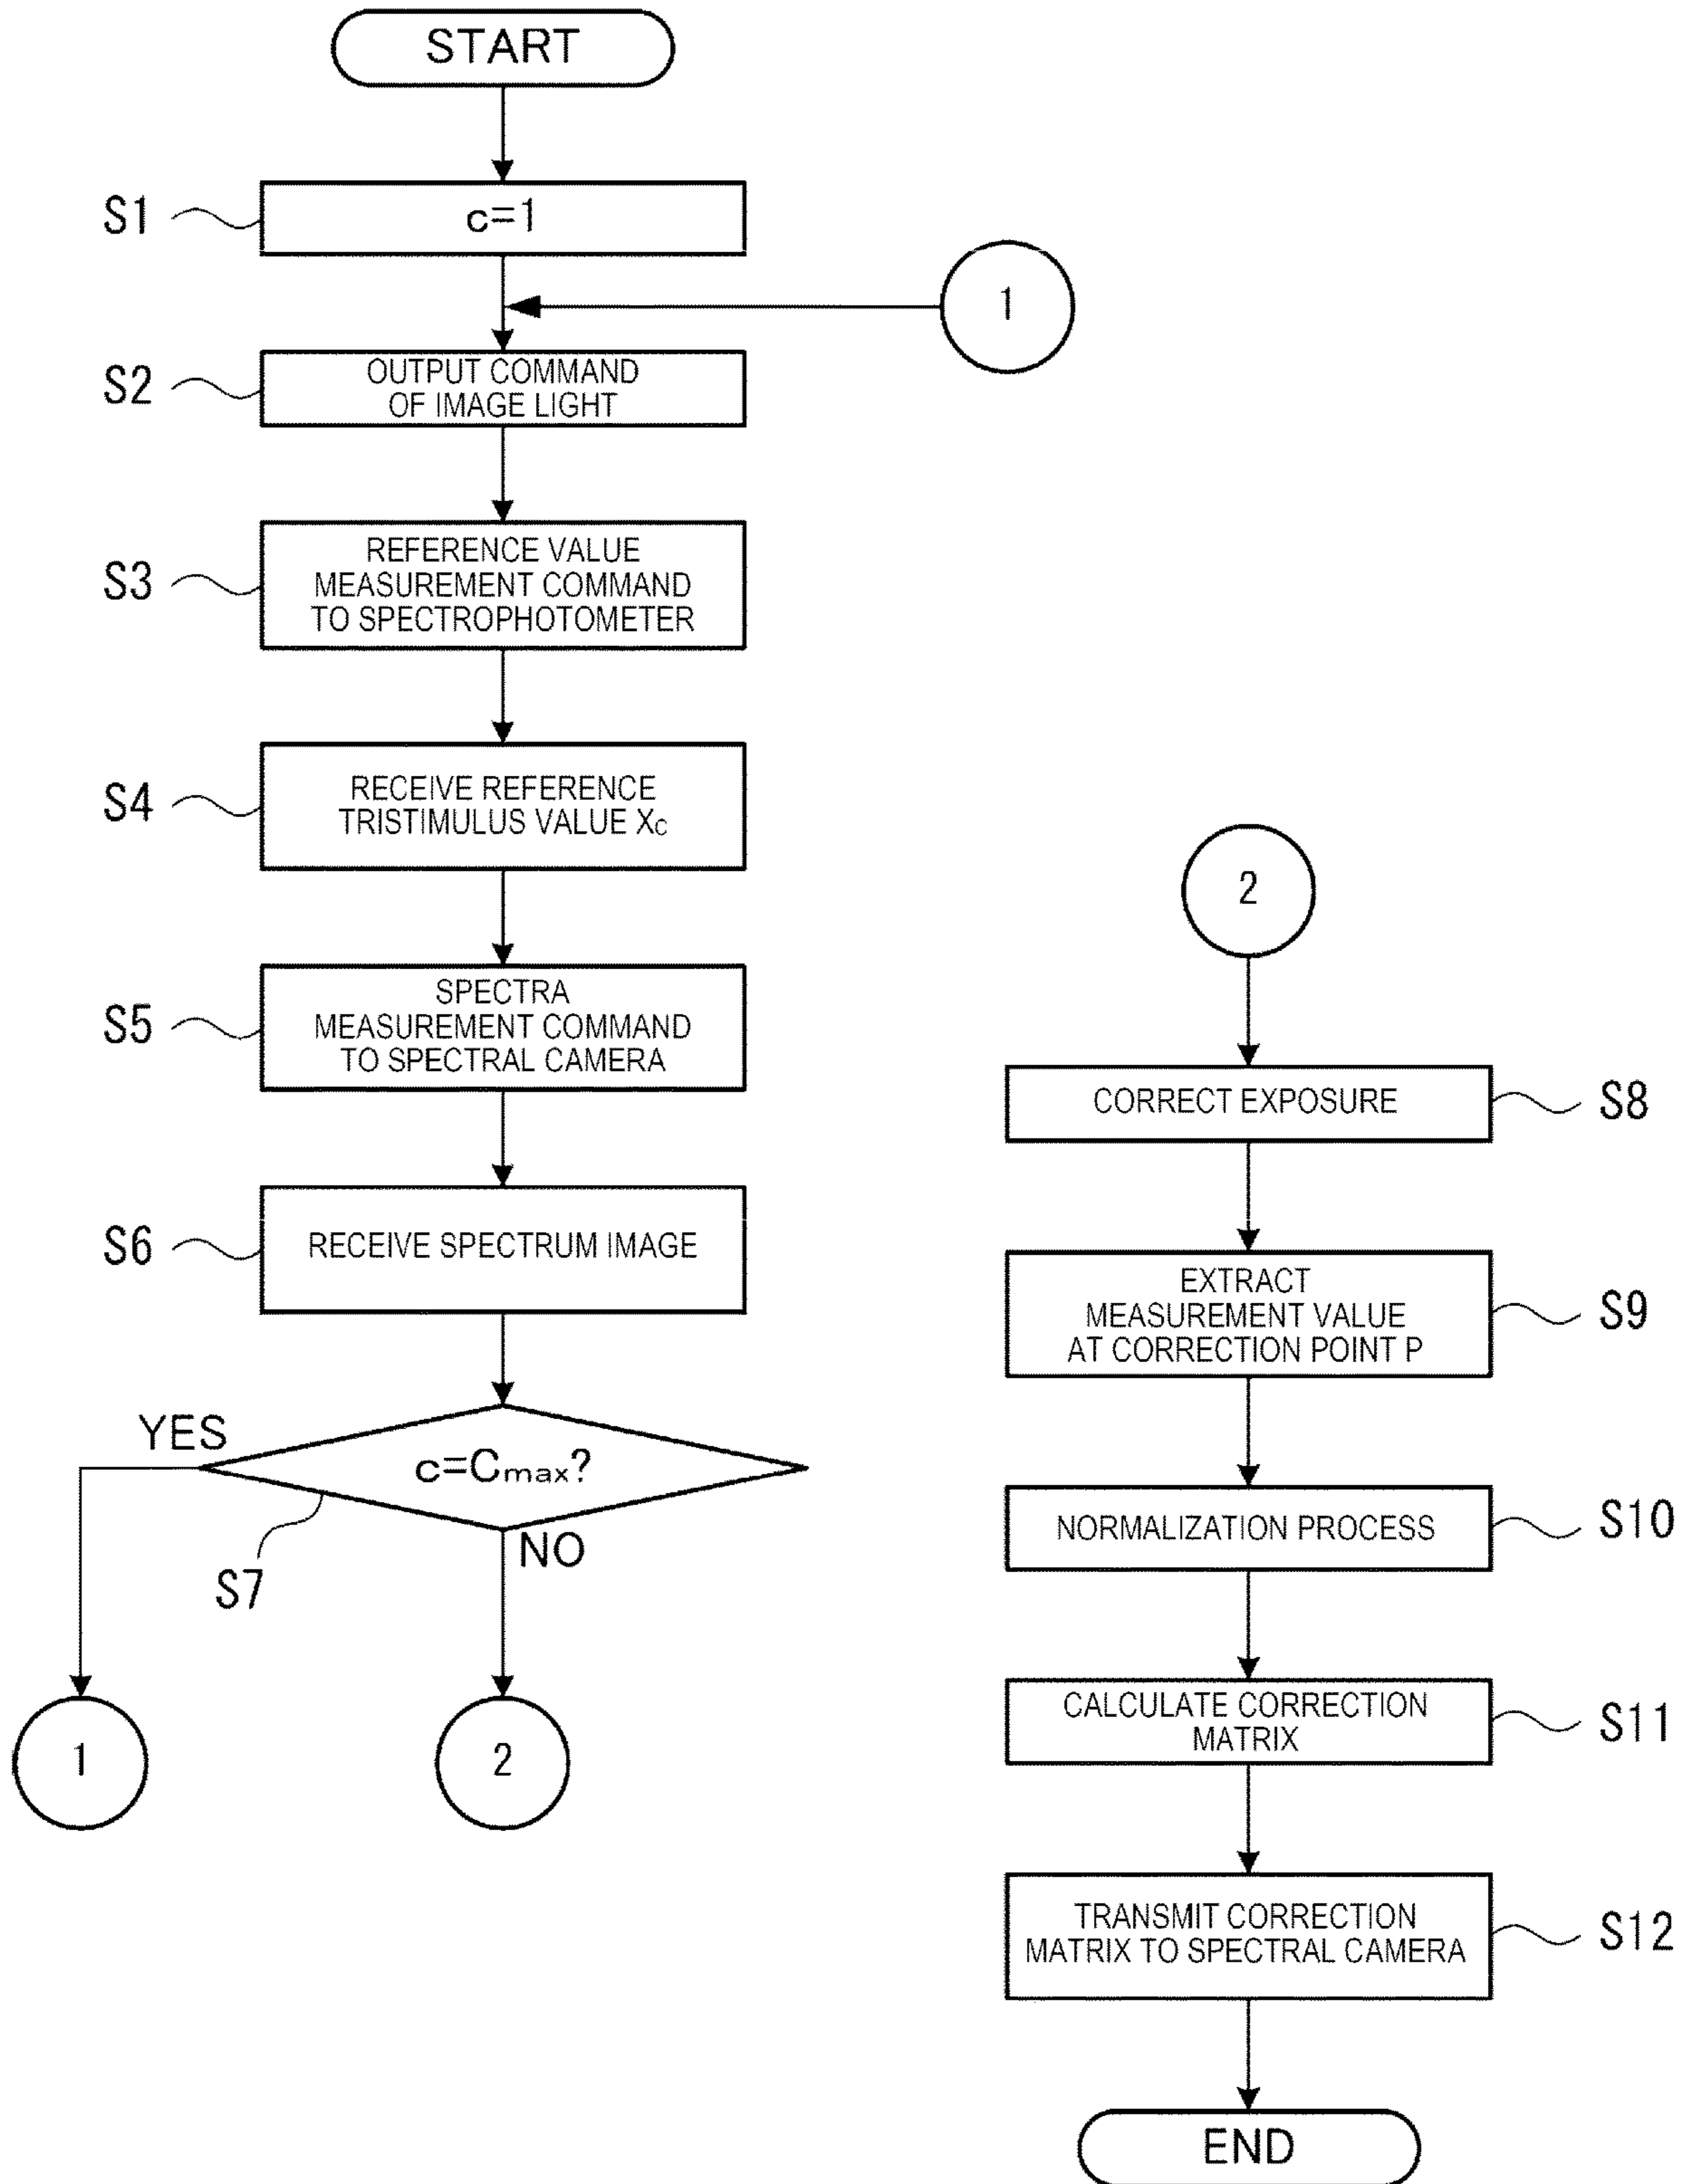 START
S1
c=1
1
S2
OUTPUT COMMAND
OF IMAGE LIGHT
S3
REFERENCE VALUE
MEASUREMENT COMMAND
TO SPECTROPHOTOMETER
S4
RECEIVE REFERENCE
TRISTIMULUS VALUE Xc
S5
SPECTRA
MEASUREMENT COMMAND
TO SPECTRAL CAMERA
S6
RECEIVE SPECTRUM IMAGE
YES
c=Cmax?
NO
S7
1
2
2
CORRECT EXPOSURE
S8
EXTRACT
MEASUREMENT VALUE
AT CORRECTION POINT P
S9
NORMALIZATION PROCESS
S10
CALCULATE CORRECTION
MATRIX
S11
TRANSMIT CORRECTION
MATRIX TO SPECTRAL CAMERA
S12
END